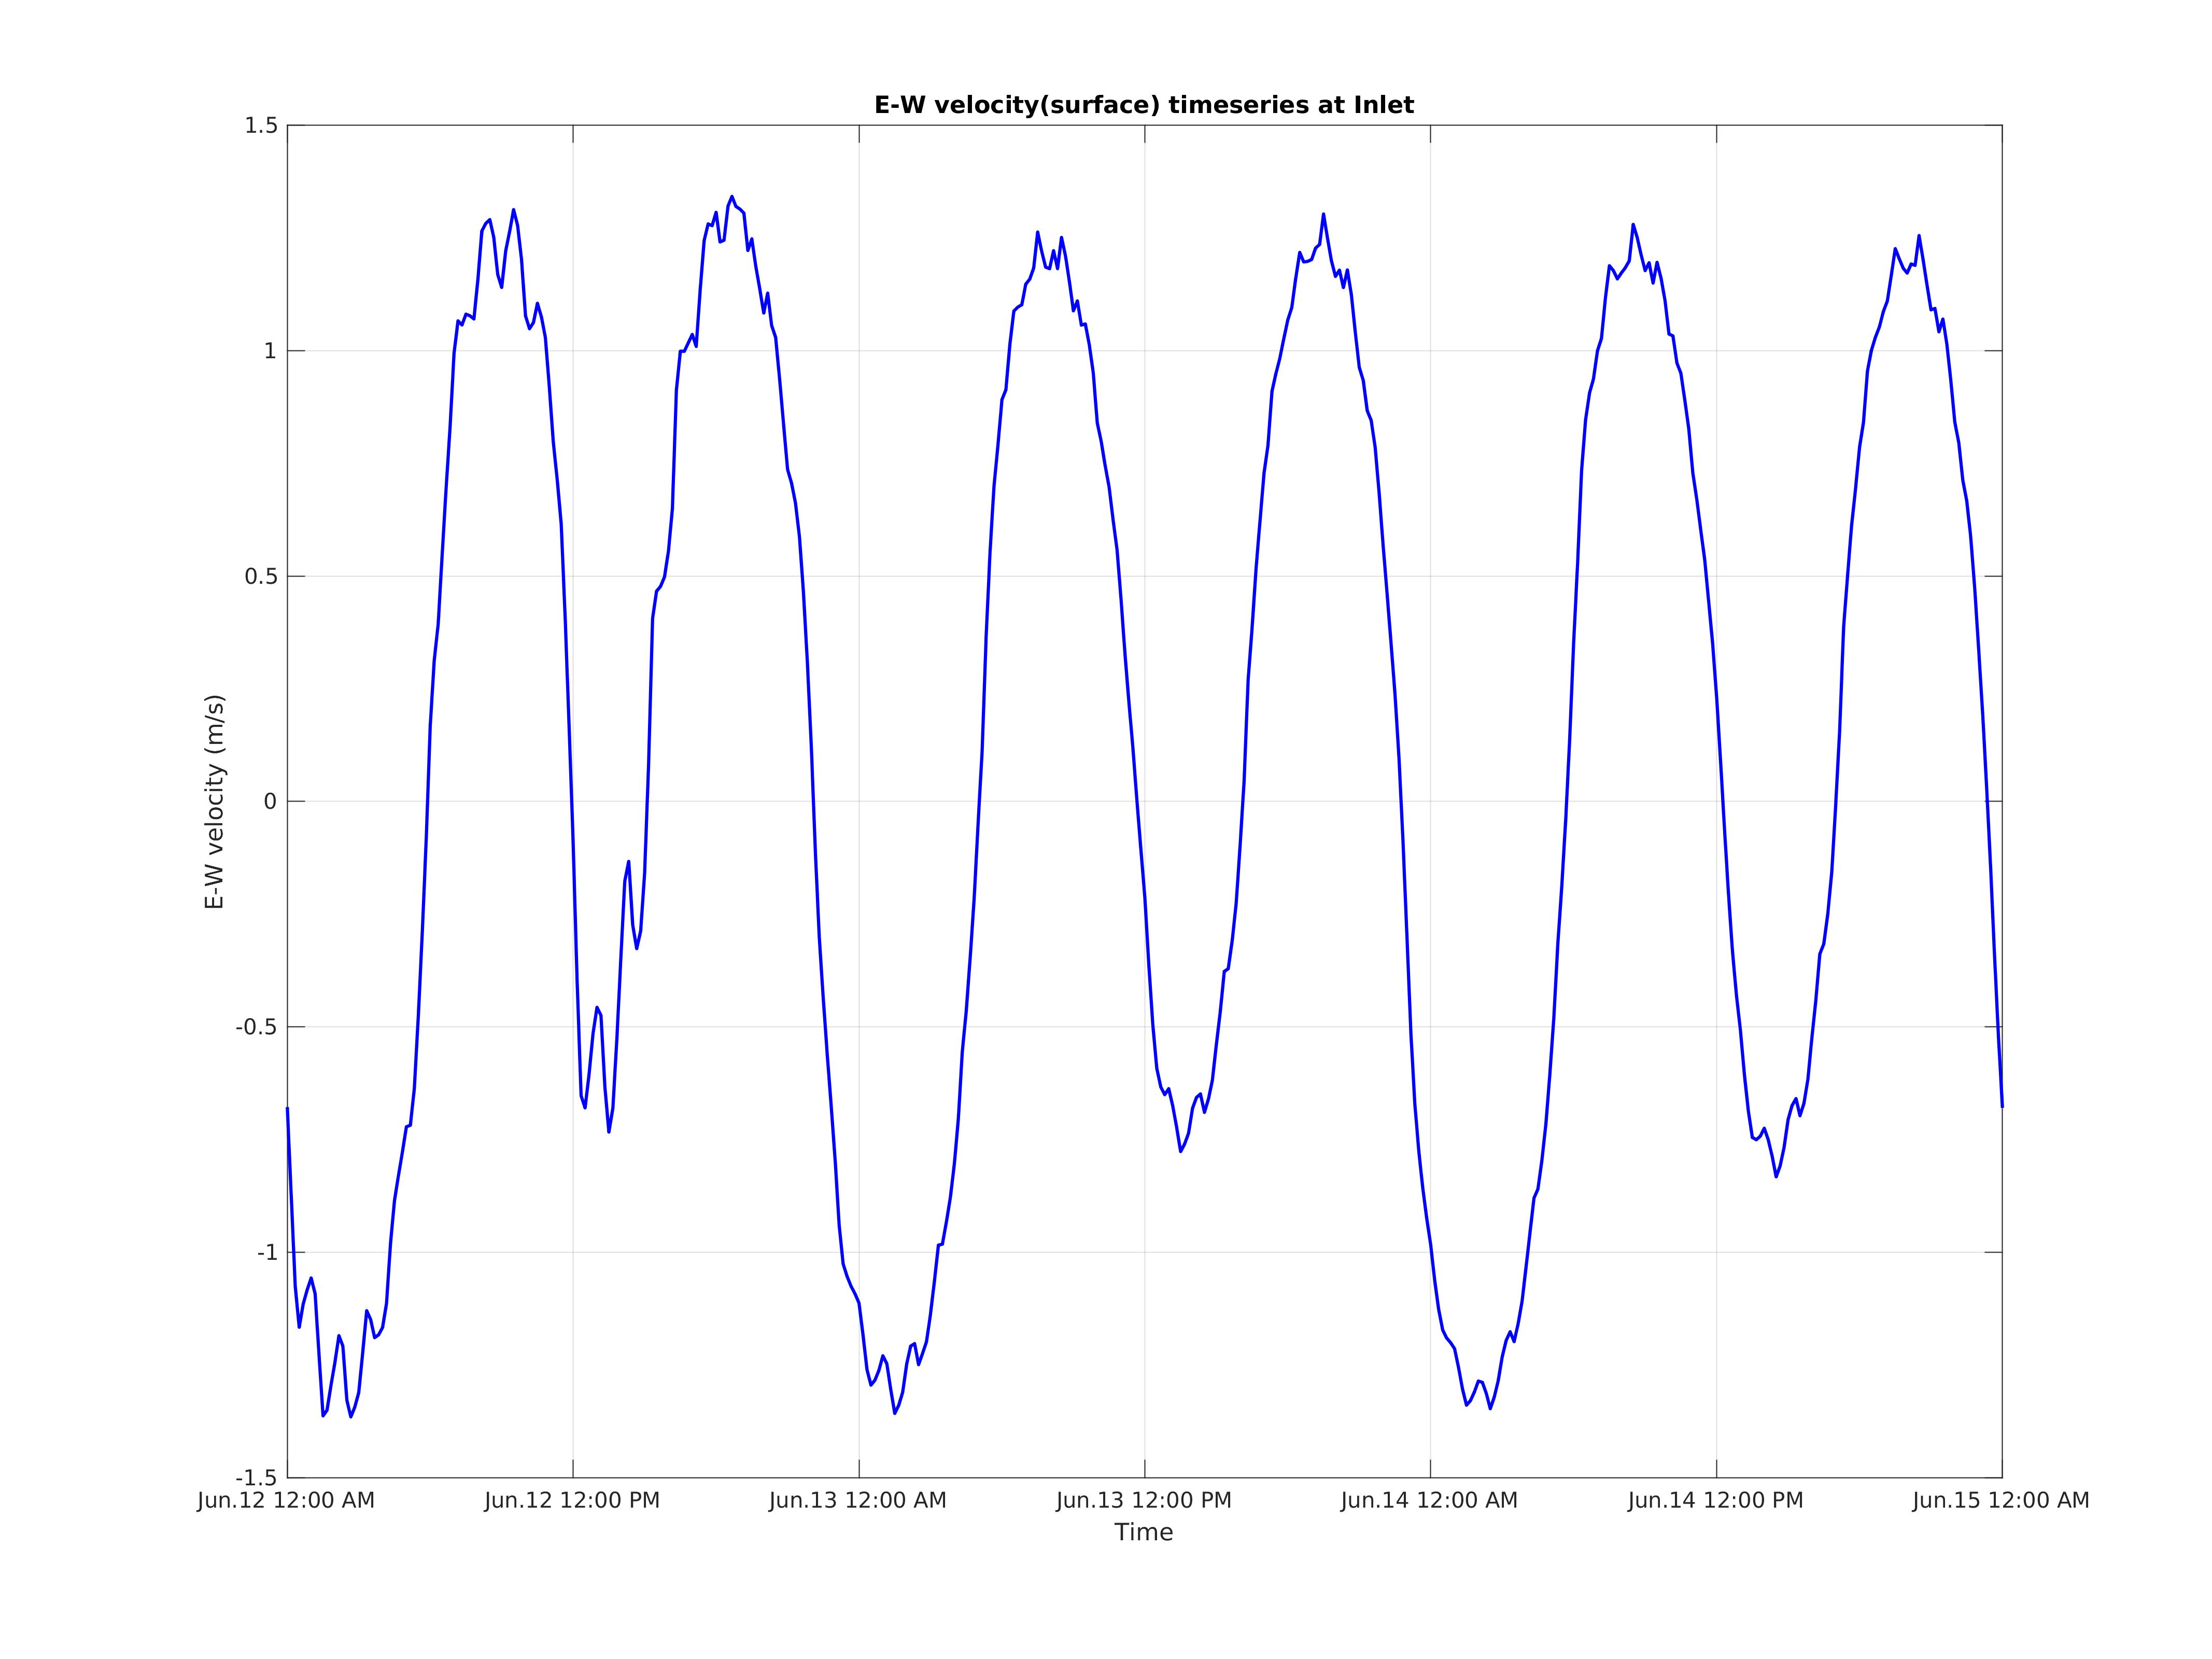 E-W velocity(surface) timeseries at Inlet
1.5
1
0.5
0
-0.5
-1
-1.5
E-W velocity (m/s)
Jun.12 12:00 AM Jun.12 12:00 PM Jun.13 12:00 AM Jun.13 12:00 PM Jun.14 12:00 AM Jun.14 12:00 PM Jun.15 12:00 AM
Time